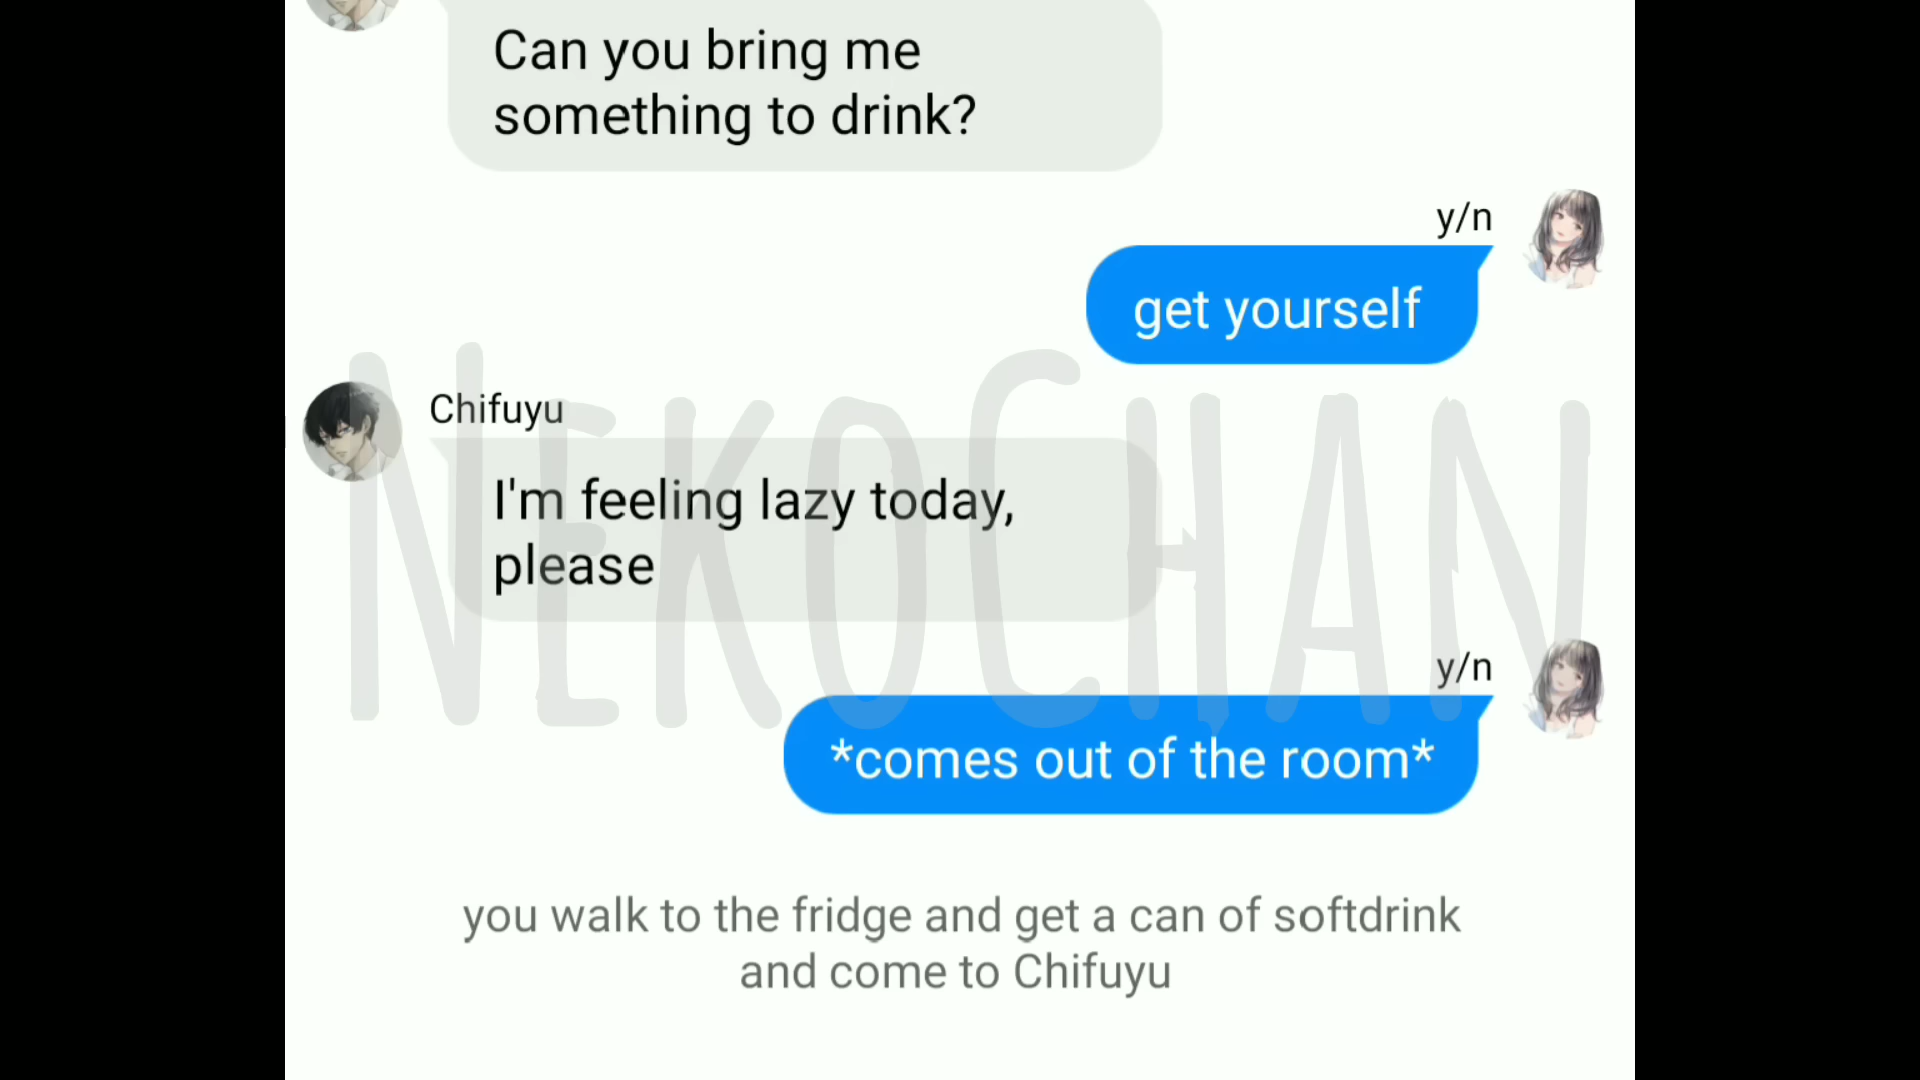 Can you bring me
something to drink?
y/n
get yourself
Chifuyu
I'm feeling lazy today,
please
NEKOCHAN
y/n
*comes out of the room*
you walk to the fridge and get a can of softdrink
and come to Chifuyu